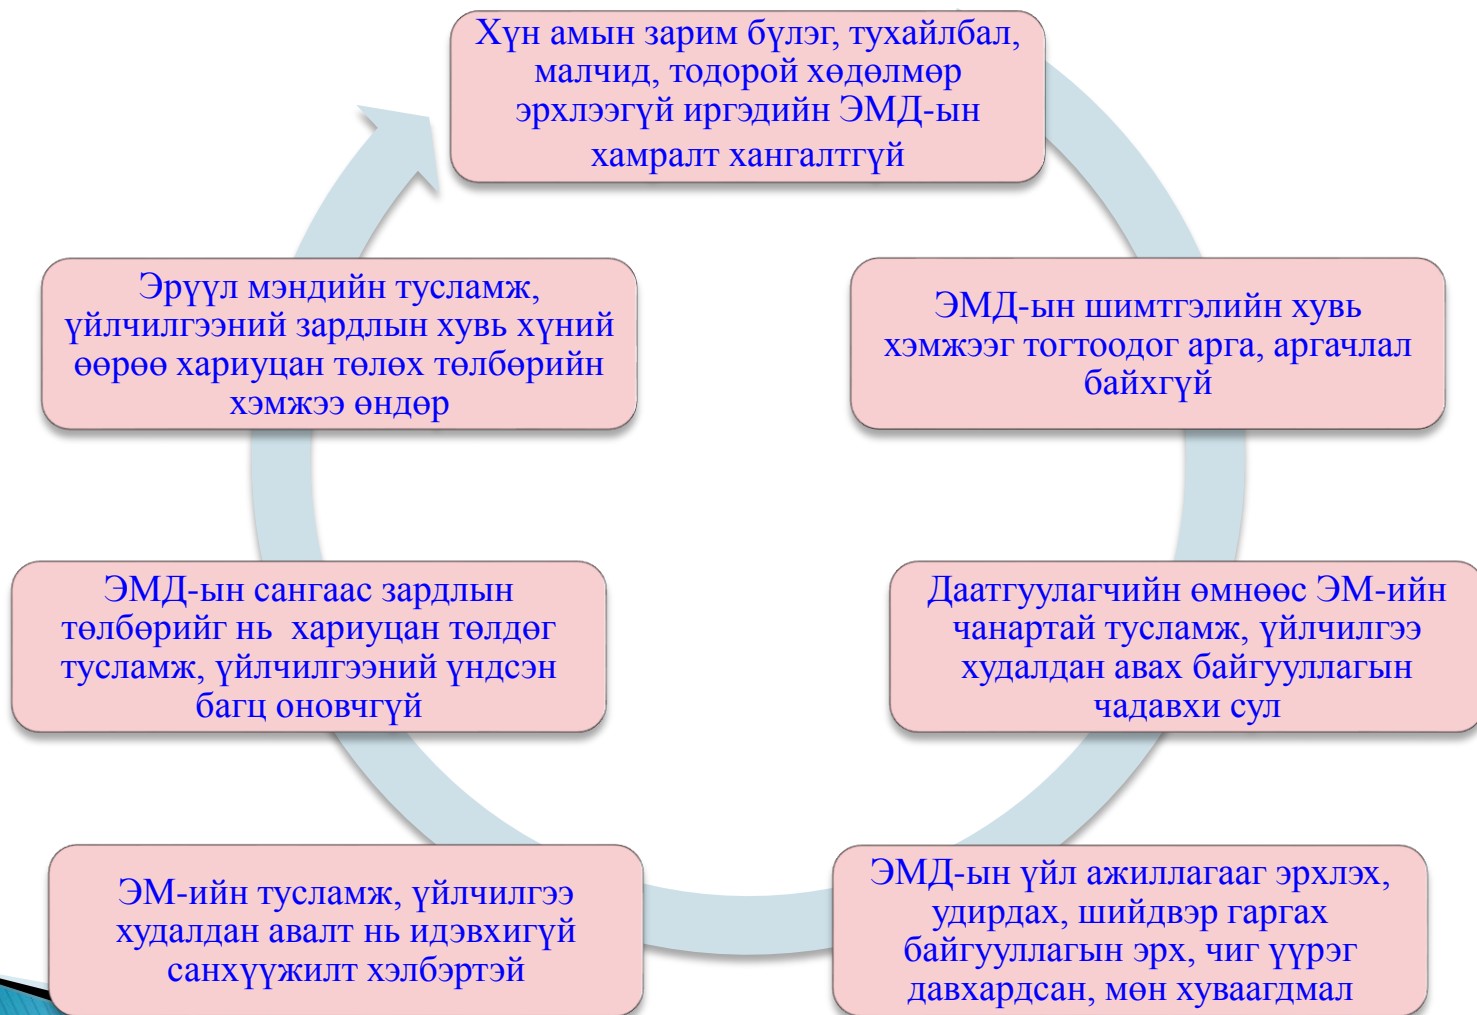 Хүн амын зарим бүлэг, тухайлбал,
малчид, тодорой хөдөлмөр
эрхлээгүй иргэдийн ЭМД-ын
хамралт хангалтгүй
ЭМД-ын шимтгэлийн хувь
хэмжээг тогтоодог арга, аргачлал
байхгүй
Даатгуулагчийн өмнөөс ЭМ-ийн
чанартай тусламж, үйлчилгээ
худалдан авах байгууллагын
чадавхи сул
ЭМД-ын үйл ажиллагааг эрхлэх,
удирдах, шийдвэр гаргах
байгууллагын эрх, чиг үүрэг
давхардсан, мөн хуваагдмал
ЭМ-ийн тусламж, үйлчилгээ
худалдан авалт нь идэвхигүй
санхүүжилт хэлбэртэй
ЭМД-ын сангаас зардлын
төлбөрийг нь хариуцан төлдөг
тусламж, үйлчилгээний үндсэн
багц оновчгүй
Эрүүл мэндийн тусламж,
үйлчилгээний зардлын хувь хүний
өөрөө хариуцан төлөх төлбөрийн
хэмжээ өндөр